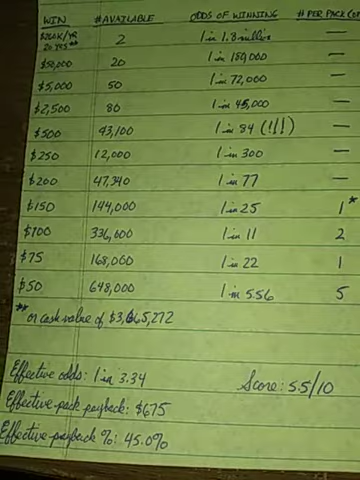 WIN #AVAILABLE ODDS OF WINNING # PER PACK
$200K/YR 20 YRS** 2 1 in 1.8 million —
$50,000 20 1 in 180,000 —
$5,000 50 1 in 72,000 —
$2,500 80 1 in 45,000 —
$500 43,100 1 in 84 (!!!) —
$250 12,000 1 in 300 —
$200 47,340 1 in 77 —
$150 144,000 1 in 25 1*
$100 336,600 1 in 11 2
$75 168,000 1 in 22 1
$50 648,000 1 in 5.56 5
** or cash value of $3,665,272
Effective odds: 1 in 3.34 Score: 5.5/10
Effective pack payback: $675
Effective payback %: 45.0%